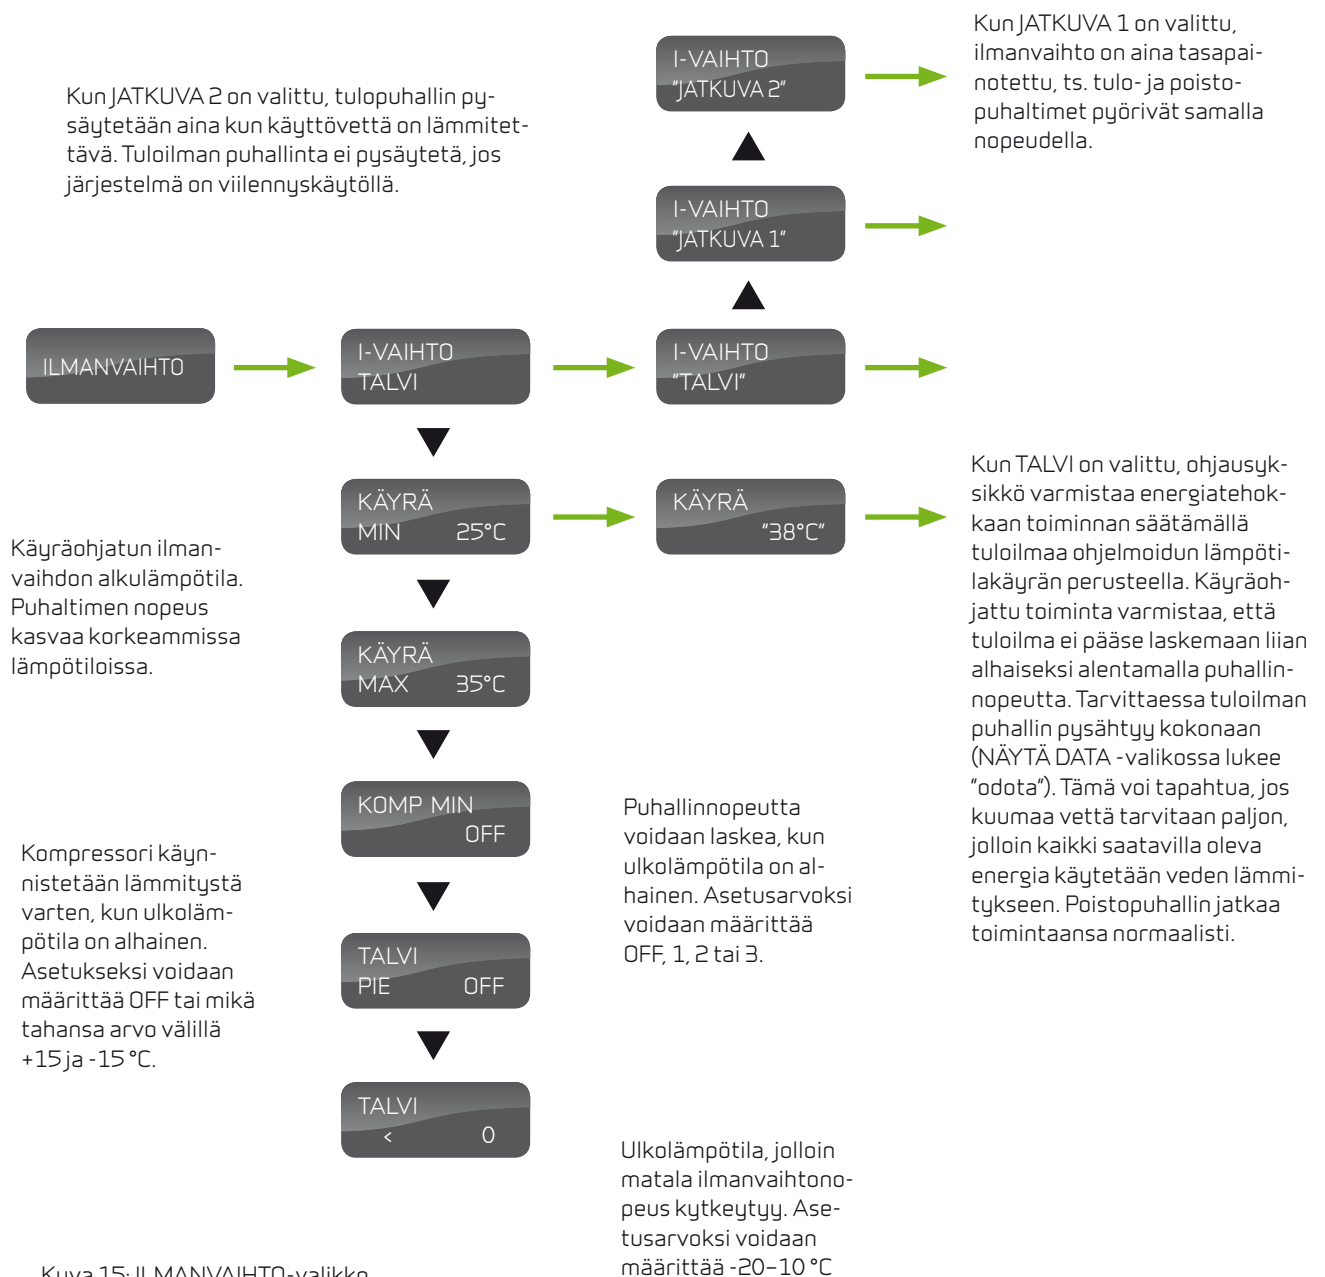 Kun JATKUVA 2 on valittu, tulopuhallin py-
säytetään aina kun käyttövettä on lämmitet-
tävä. Tuloilman puhallinta ei pysäytetä, jos
järjestelmä on viilennyskäytöllä.
I-VAIHTO
"JATKUVA 2"
Kun JATKUVA 1 on valittu,
ilmanvaihto on aina tasapai-
notettu, ts. tulo- ja poisto-
puhaltimet pyörivät samalla
nopeudella.
I-VAIHTO
"JATKUVA 1"
ILMANVAIHTO
I-VAIHTO
TALVI
I-VAIHTO
"TALVI"
KÄYRÄ
MIN 25°C
KÄYRÄ
"38°C"
Kun TALVI on valittu, ohjausyk-
sikkö varmistaa energiatehok-
kaan toiminnan säätämällä
tuloilmaa ohjelmoidun lämpöti-
lakäyrän perusteella. Käyräoh-
jattu toiminta varmistaa, että
tuloilma ei pääse laskemaan liian
alhaiseksi alentamalla puhallin-
nopeutta. Tarvittaessa tuloilman
puhallin pysähtyy kokonaan
(NÄYTÄ DATA -valikossa lukee
"odota"). Tämä voi tapahtua, jos
kuumaa vettä tarvitaan paljon,
jolloin kaikki saatavilla oleva
energia käytetään veden lämmi-
tykseen. Poistopuhallin jatkaa
toimintaansa normaalisti.
Käyräohjatun ilman-
vaihdon alkulämpötila.
Puhaltimen nopeus
kasvaa korkeammissa
lämpötiloissa.
KÄYRÄ
MAX 35°C
KOMP MIN
OFF
Puhallinnopeutta
voidaan laskea, kun
ulkolämpötila on al-
hainen. Asetusarvoksi
voidaan määrittää
OFF, 1, 2 tai 3.
Kompressori käyn-
nistetään lämmitystä
varten, kun ulkoläm-
pötila on alhainen.
Asetukseksi voidaan
määrittää OFF tai mikä
tahansa arvo välillä
+15 ja -15 °C.
TALVI
PIE OFF
TALVI
< 0
Ulkolämpötila, jolloin
matala ilmanvaihtono-
peus kytkeytyy. Ase-
tusarvoksi voidaan
määrittää -20–10 °C
Kuva 15: ILMANVAIHTO-valikko